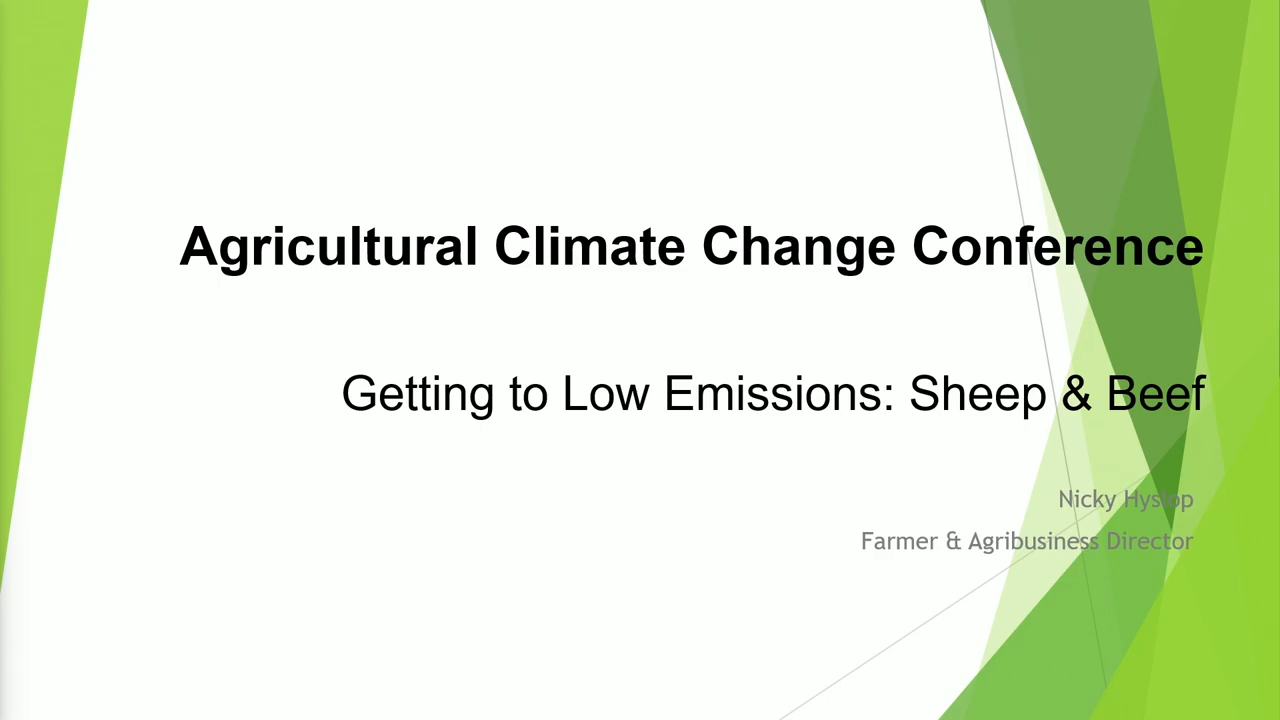 Agricultural Climate Change Conference
Getting to Low Emissions: Sheep & Beef
Nicky Hyslop
Farmer & Agribusiness Director